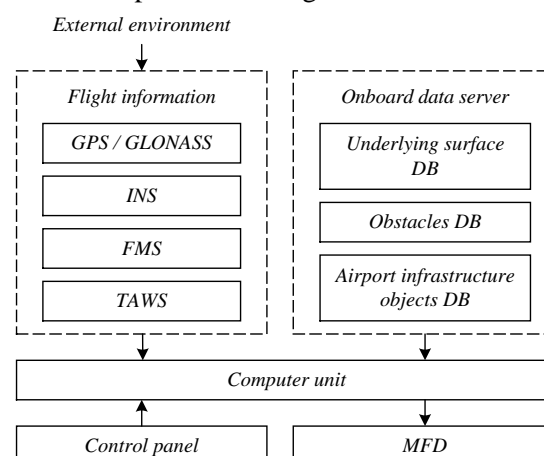 External environment
Flight information
GPS / GLONASS
INS
FMS
TAWS
Onboard data server
Underlying surface
DB
Obstacles DB
Airport infrastructure
objects DB
Computer unit
Control panel
MFD